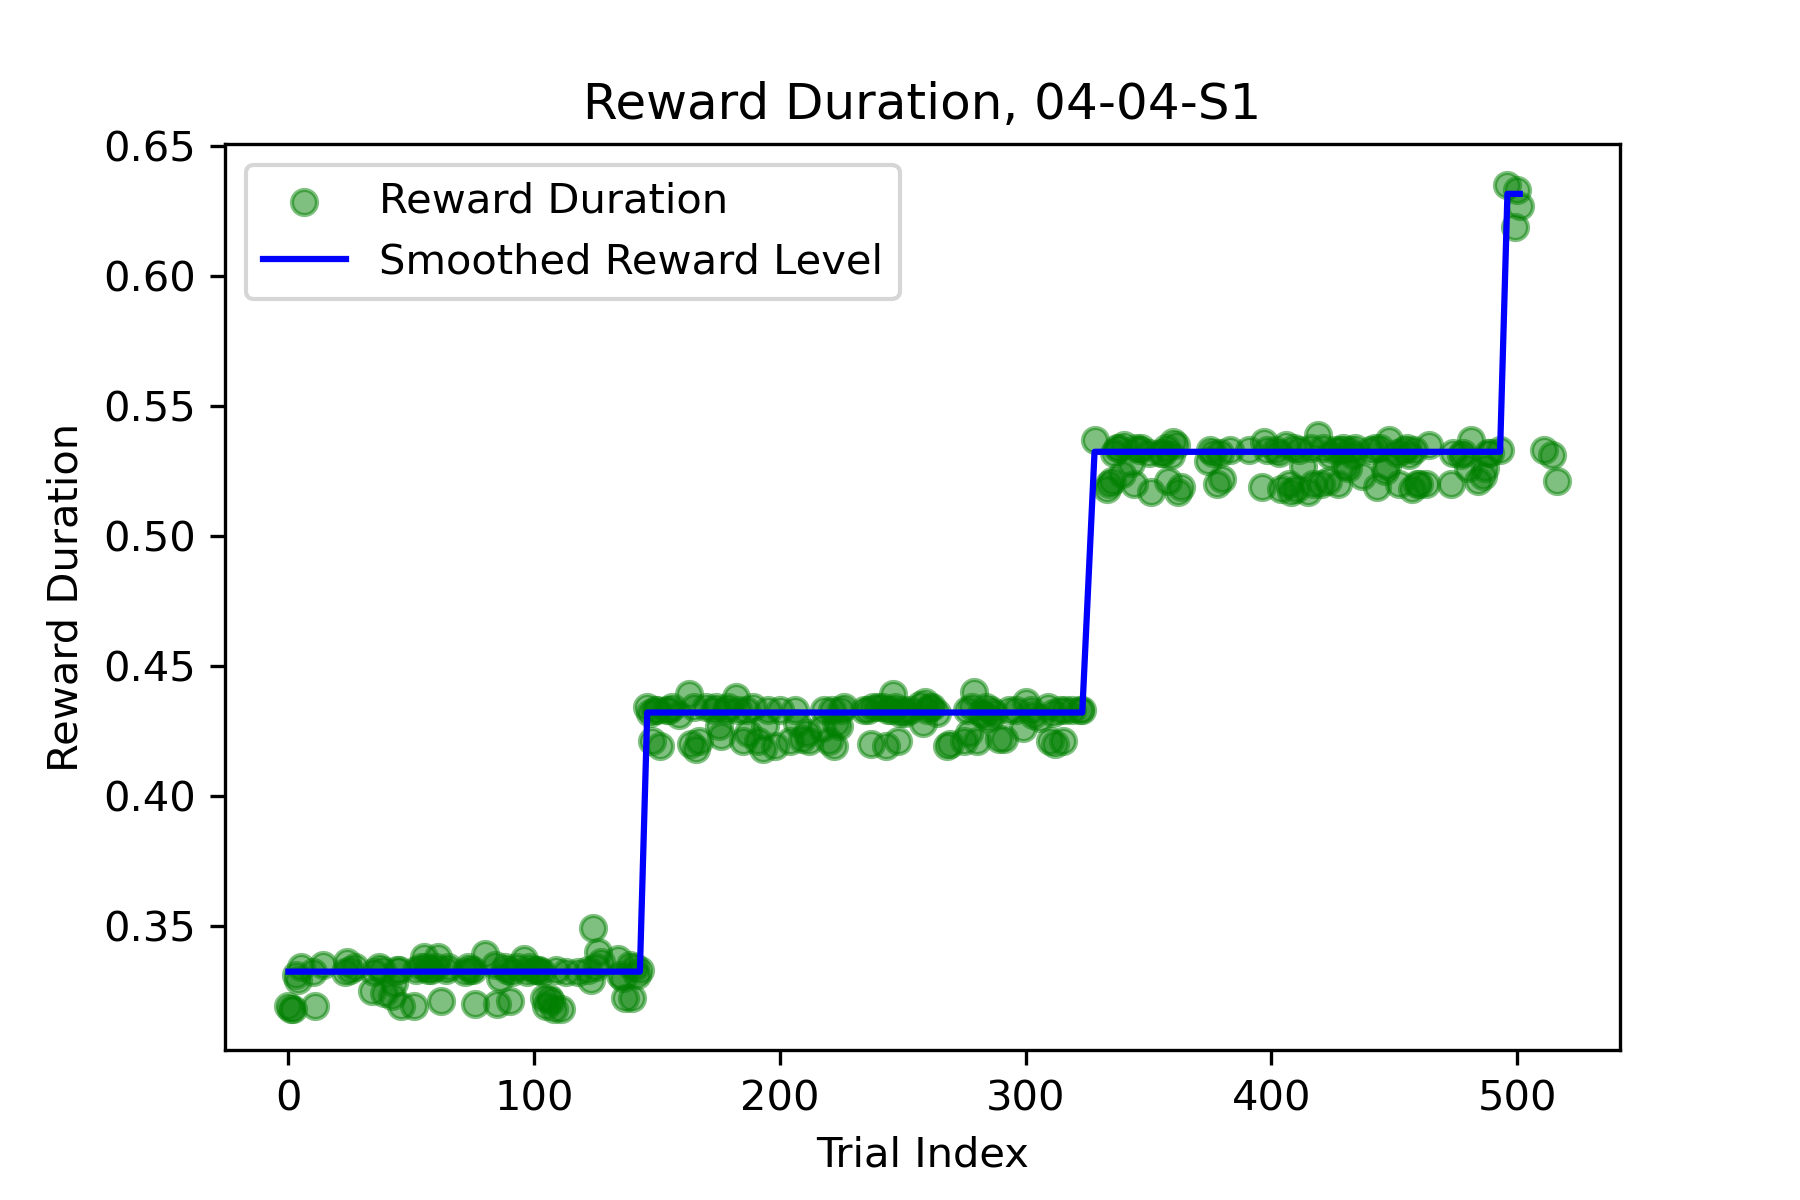 Reward Duration, 04-04-S1
Reward Duration
Smoothed Reward Level
0.65
0.60
0.55
0.50
0.45
0.40
0.35
Reward Duration
0 100 200 300 400 500
Trial Index